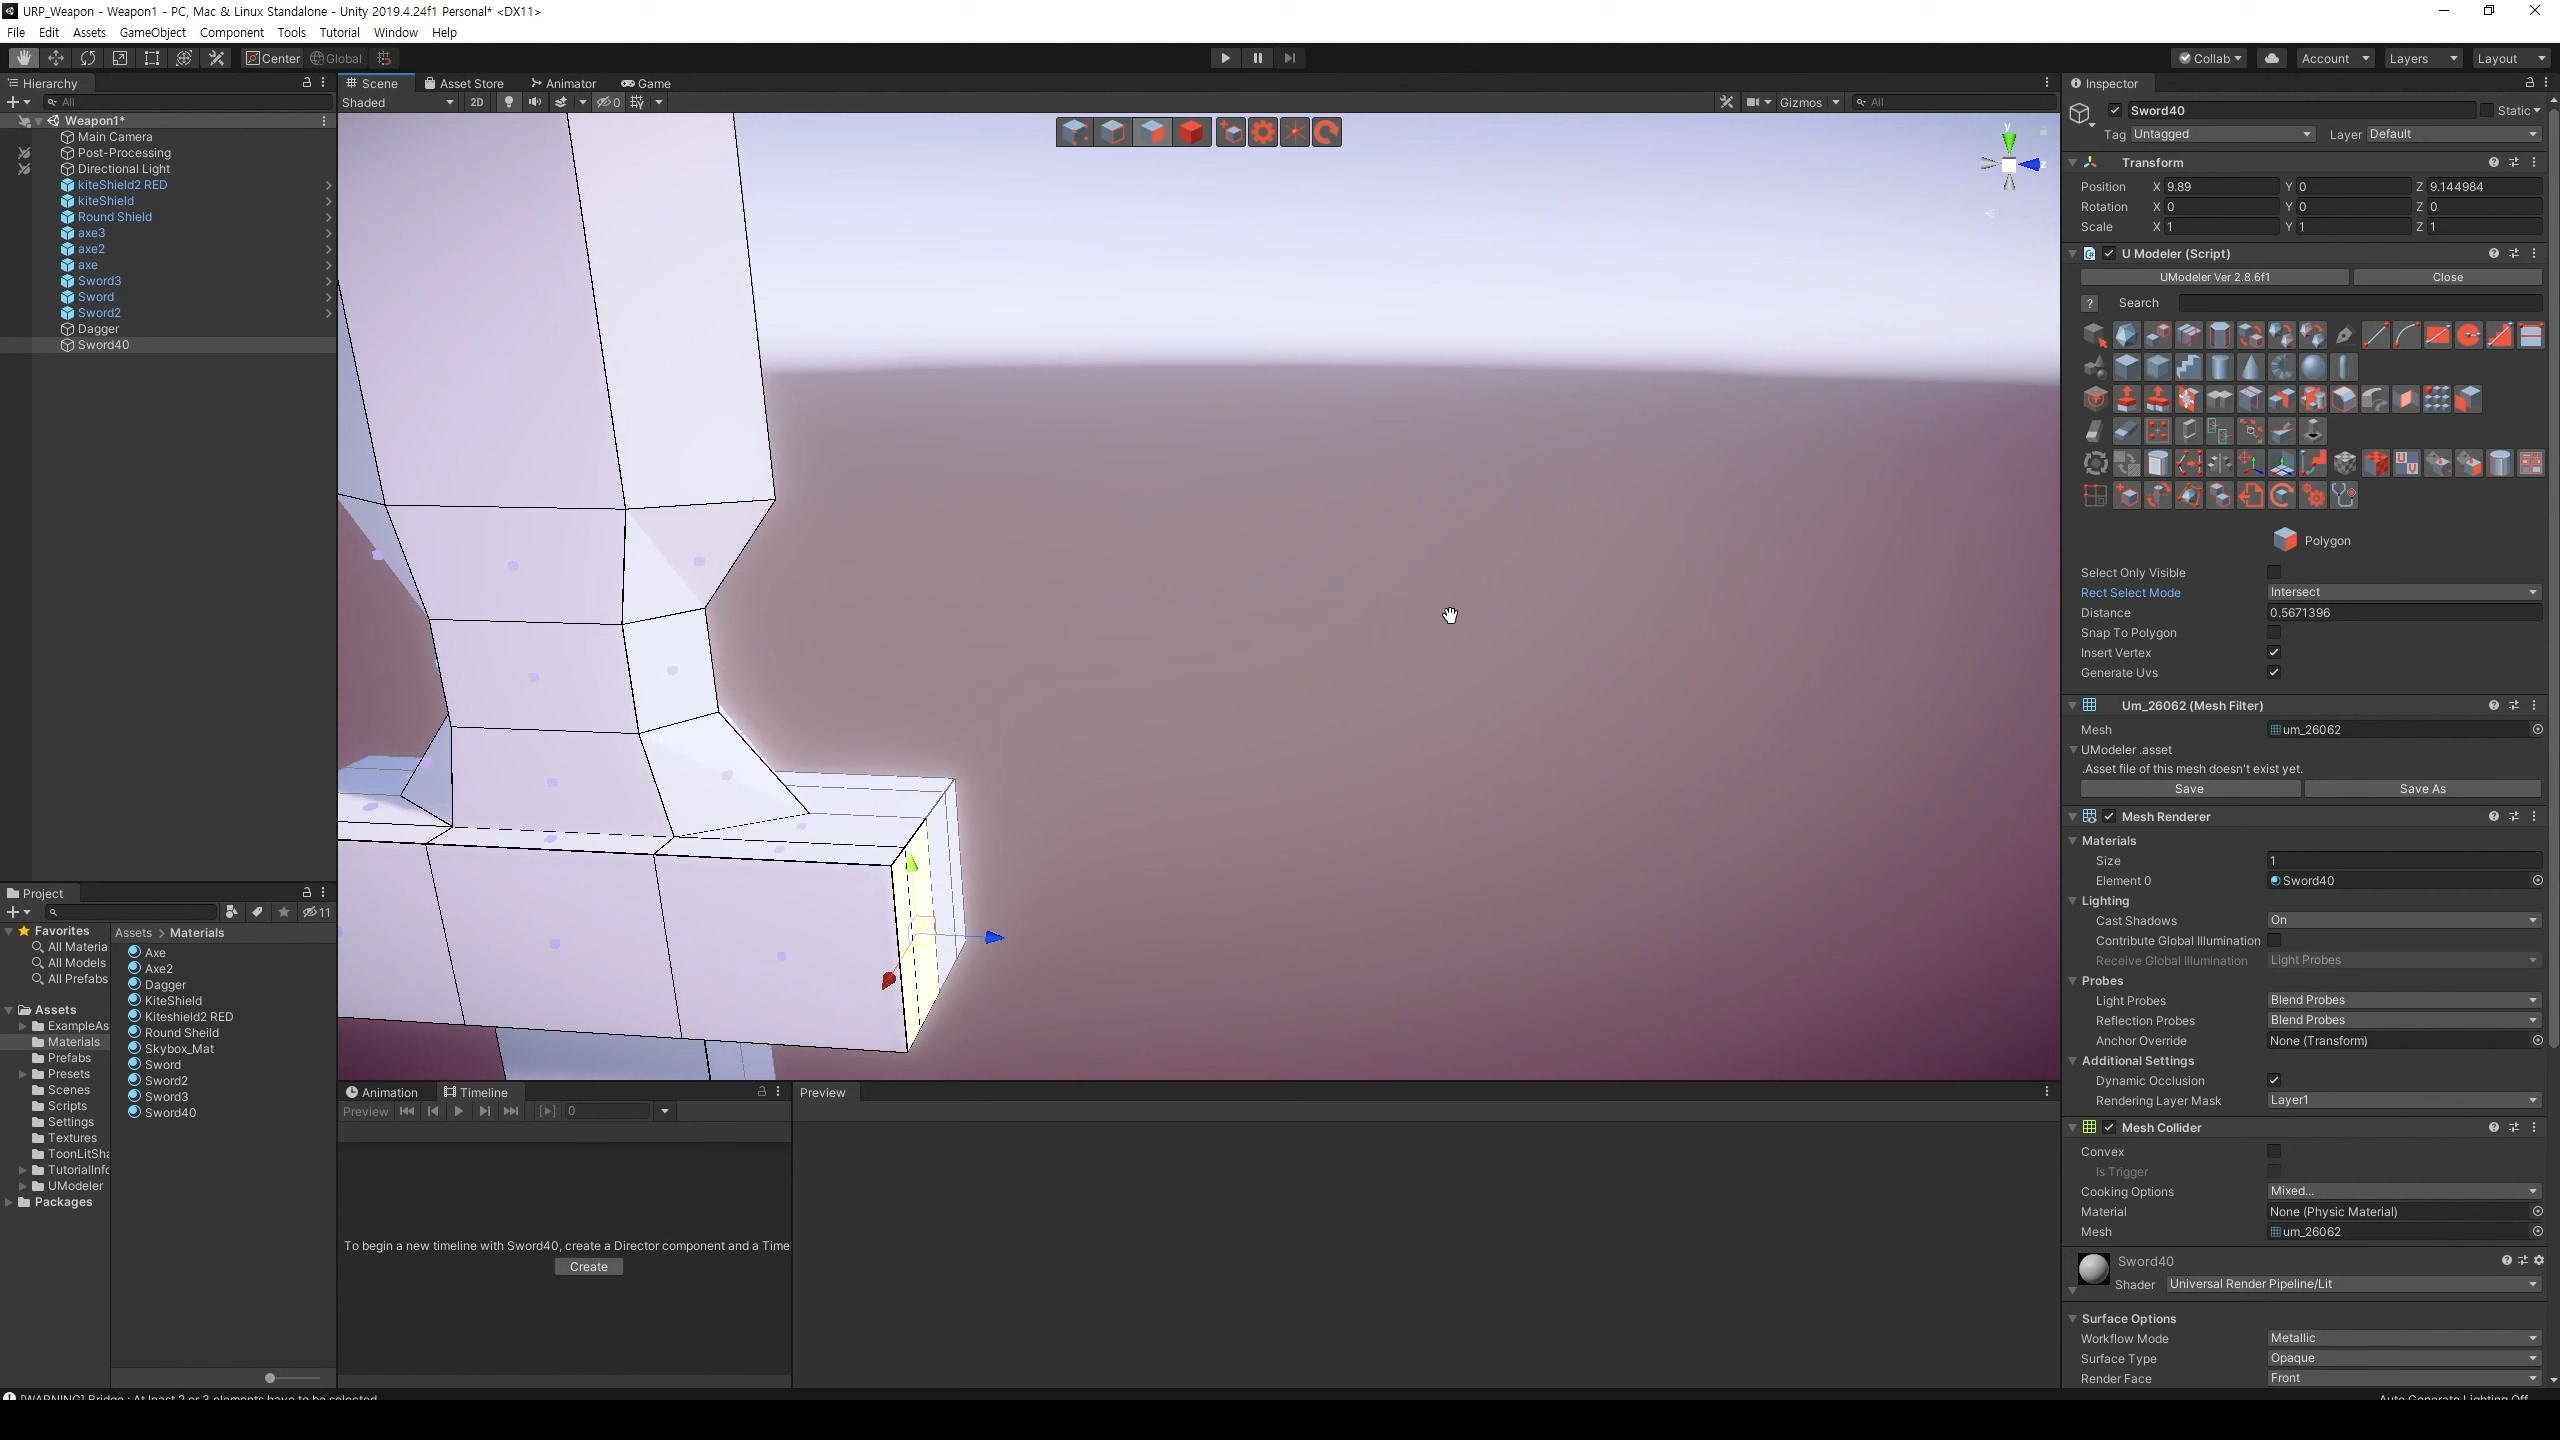 URP_Weapon - Weapon1 - PC, Mac & Linux Standalone - Unity 2019.4.24f1 Personal* <DX11>
File Edit Assets GameObject Component Tools Tutorial Window Help
Center Global Collab Account Layers Layout
Hierarchy
All
Weapon1*
Main Camera
Post-Processing
Directional Light
kiteShield2 RED
kiteShield
Round Shield
axe3
axe2
axe
Sword3
Sword
Sword2
Dagger
Sword40
Scene Asset Store Animator Game
Shaded 2D 0 Gizmos All
y
z
Project
11
Favorites
All Materia
All Models
All Prefabs
Assets
ExampleAs
Materials
Prefabs
Presets
Scenes
Scripts
Settings
Textures
ToonLitSha
TutorialInfo
UModeler
Packages
Assets > Materials
Axe
Axe2
Dagger
KiteShield
Kiteshield2 RED
Round Sheild
Skybox_Mat
Sword
Sword2
Sword3
Sword40
Animation Timeline
Preview 0
To begin a new timeline with Sword40, create a Director component and a Time
Create
Preview
Inspector
Sword40 Static
Tag Untagged Layer Default
Transform
Position X 9.89 Y 0 Z 9.144984
Rotation X 0 Y 0 Z 0
Scale X 1 Y 1 Z 1
U Modeler (Script)
UModeler Ver 2.8.6f1 Close
? Search
Polygon
Select Only Visible
Rect Select Mode Intersect
Distance 0.5671396
Snap To Polygon
Insert Vertex
Generate Uvs
Um_26062 (Mesh Filter)
Mesh um_26062
UModeler .asset
.Asset file of this mesh doesn't exist yet.
Save Save As
Mesh Renderer
Materials
Size 1
Element 0 Sword40
Lighting
Cast Shadows On
Contribute Global Illumination
Receive Global Illumination Light Probes
Probes
Light Probes Blend Probes
Reflection Probes Blend Probes
Anchor Override None (Transform)
Additional Settings
Dynamic Occlusion
Rendering Layer Mask Layer1
Mesh Collider
Convex
Is Trigger
Cooking Options Mixed...
Material None (Physic Material)
Mesh um_26062
Sword40
Shader Universal Render Pipeline/Lit
Surface Options
Workflow Mode Metallic
Surface Type Opaque
Render Face Front
[WARNING] Bridge : At least 2 or 3 elements have to be selected
Auto Generate Lighting Off